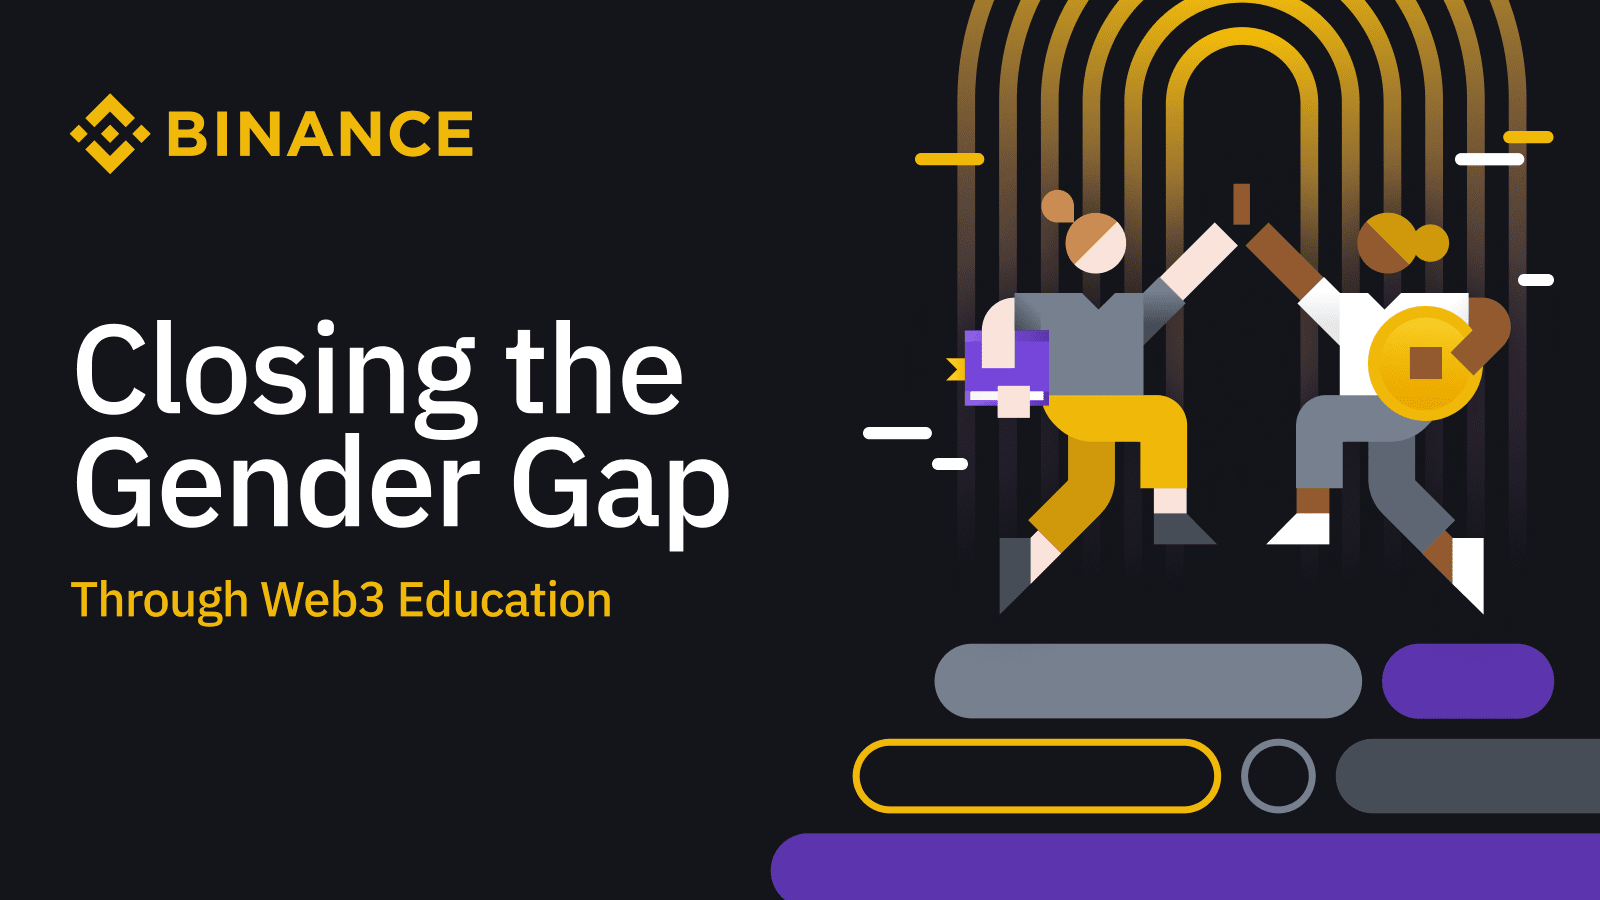 BINANCE
Closing the
Gender Gap
Through Web3 Education